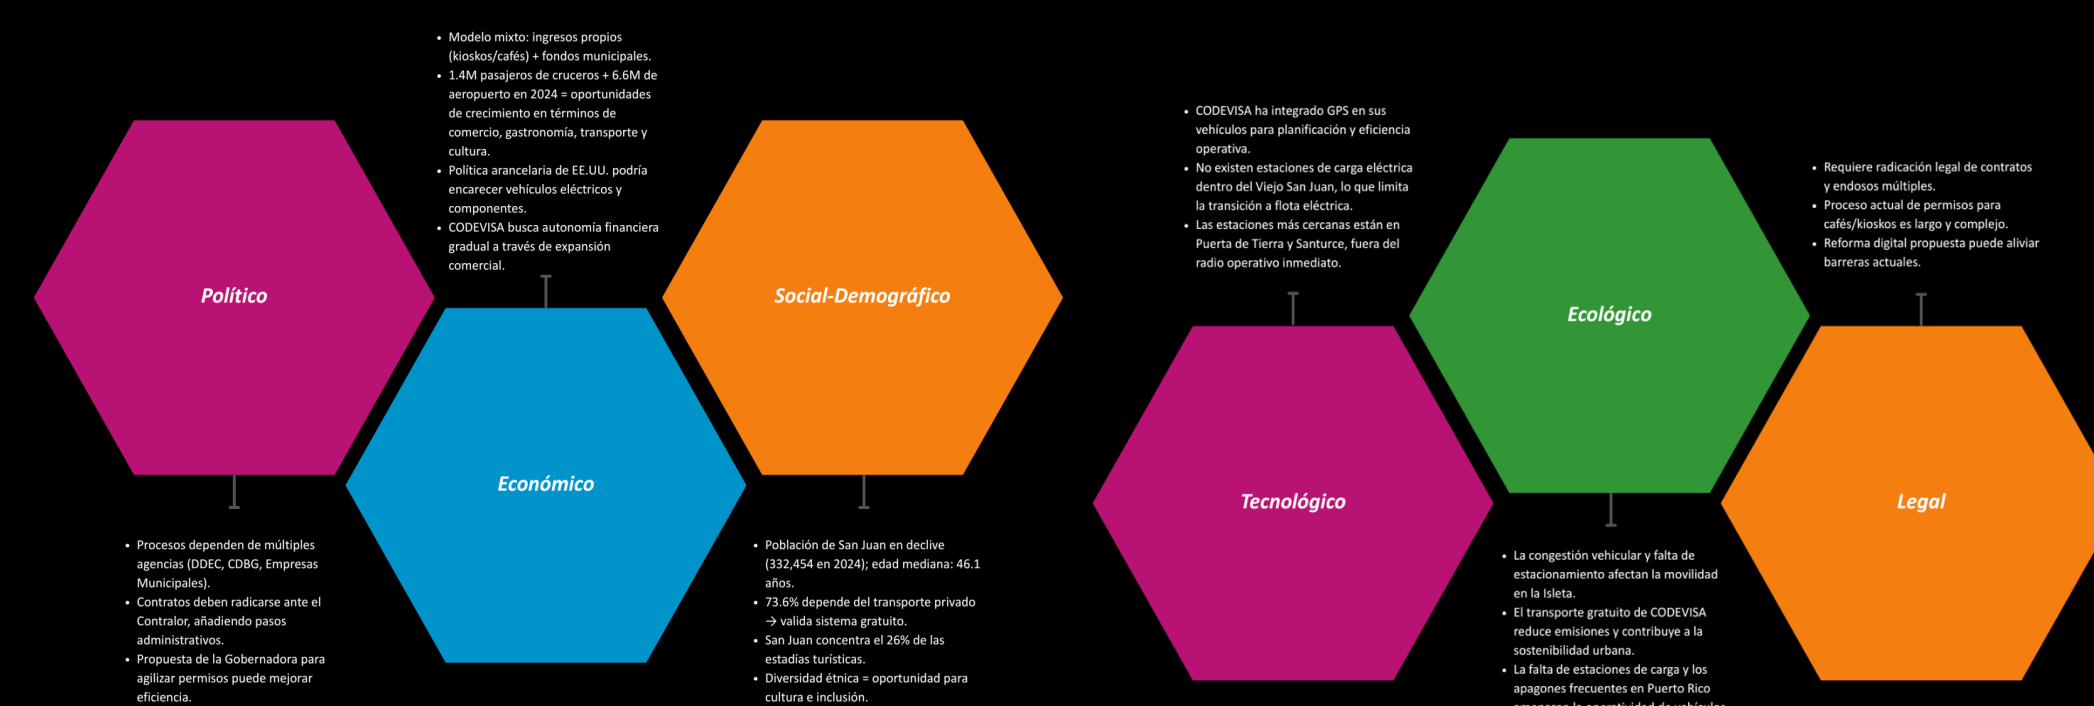 Político
• Procesos dependen de múltiples
agencias (DDEC, CDBG, Empresas
Municipales).
• Contratos deben radicarse ante el
Contralor, añadiendo pasos
administrativos.
• Propuesta de la Gobernadora para
agilizar permisos puede mejorar
eficiencia.
• Modelo mixto: ingresos propios
(kioskos/cafés) + fondos municipales.
• 1.4M pasajeros de cruceros + 6.6M de
aeropuerto en 2024 = oportunidades
de crecimiento en términos de
comercio, gastronomía, transporte y
cultura.
• Política arancelaria de EE.UU. podría
encarecer vehículos eléctricos y
componentes.
• CODEVISA busca autonomía financiera
gradual a través de expansión
comercial.
Económico
Social-Demográfico
• Población de San Juan en declive
(332,454 en 2024); edad mediana: 46.1
años.
• 73.6% depende del transporte privado
→ valida sistema gratuito.
• San Juan concentra el 26% de las
estadías turísticas.
• Diversidad étnica = oportunidad para
cultura e inclusión.
• CODEVISA ha integrado GPS en sus
vehículos para planificación y eficiencia
operativa.
• No existen estaciones de carga eléctrica
dentro del Viejo San Juan, lo que limita
la transición a flota eléctrica.
• Las estaciones más cercanas están en
Puerta de Tierra y Santurce, fuera del
radio operativo inmediato.
Tecnológico
Ecológico
• La congestión vehicular y falta de
estacionamiento afectan la movilidad
en la Isleta.
• El transporte gratuito de CODEVISA
reduce emisiones y contribuye a la
sostenibilidad urbana.
• La falta de estaciones de carga y los
apagones frecuentes en Puerto Rico
• Requiere radicación legal de contratos
y endosos múltiples.
• Proceso actual de permisos para
cafés/kioskos es largo y complejo.
• Reforma digital propuesta puede aliviar
barreras actuales.
Legal